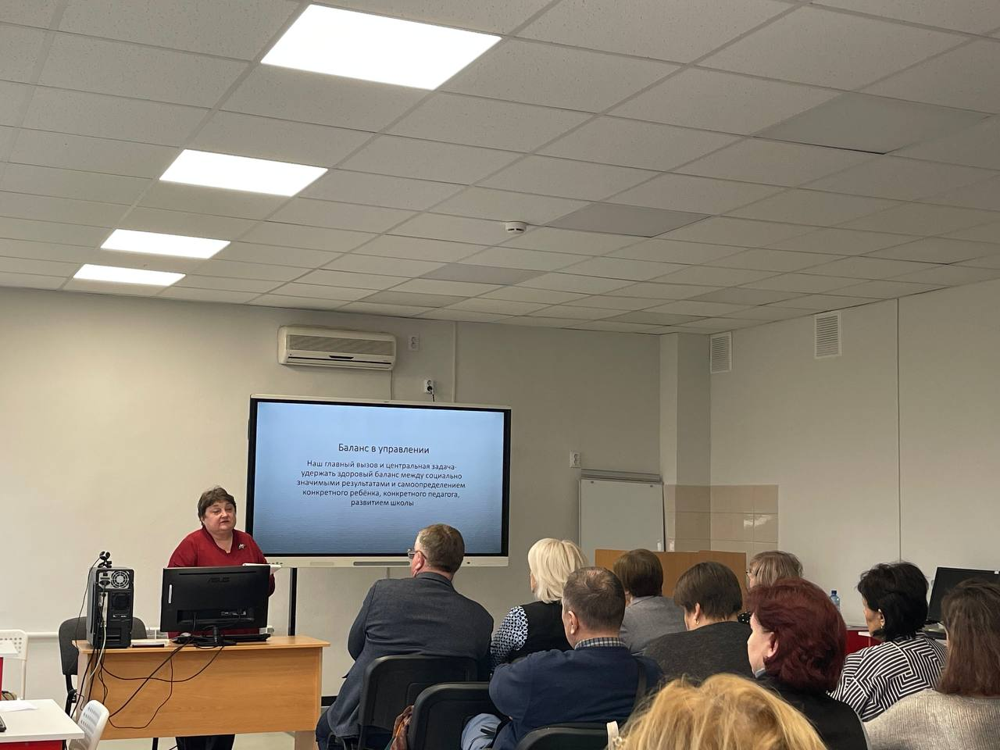 Баланс в управлении
Наш главный вызов и центральная задача-
удержать здоровый баланс между социально
значимыми результатами и самоопределением
конкретного ребёнка, конкретного педагога,
развитием школы
ASUS